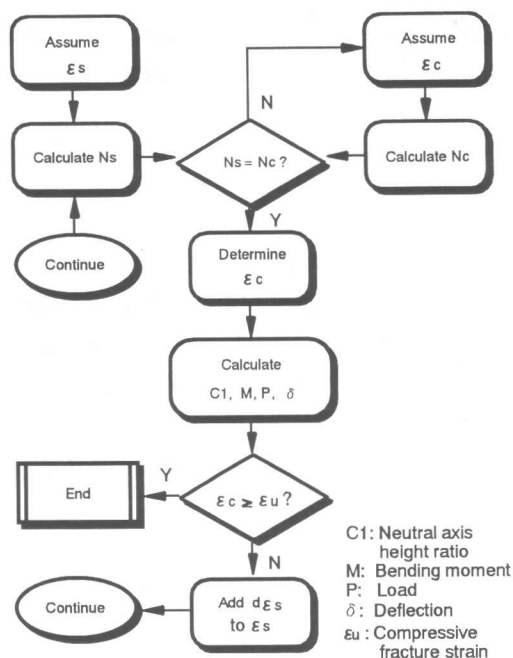 Assume
εs
Assume
εc
N
Calculate Ns
Ns = Nc ?
Calculate Nc
Y
Continue
Determine
εc
Calculate
C1, M, P, δ
Y
End
εc ≥ εu ?
N
Continue
Add dεs
to εs
C1: Neutral axis
height ratio
M: Bending moment
P: Load
δ : Deflection
εu : Compressive
fracture strain